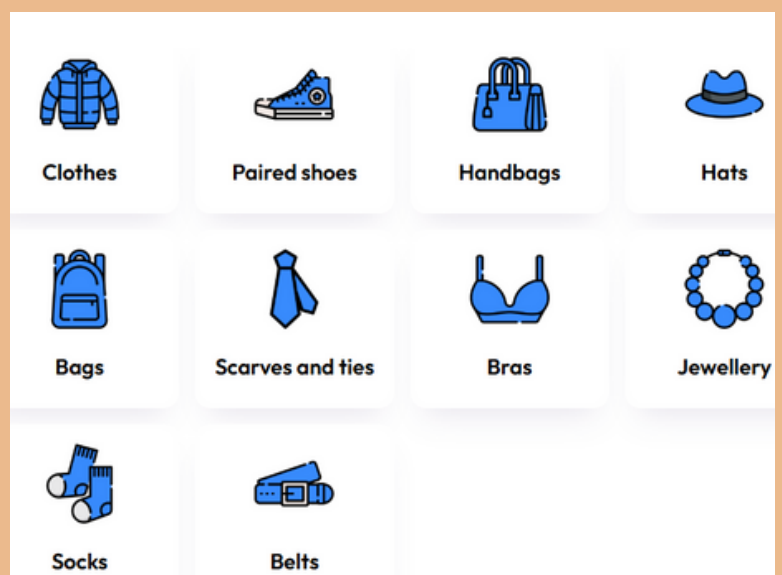 Clothes
Paired shoes
Handbags
Hats
Bags
Scarves and ties
Bras
Jewellery
Socks
Belts